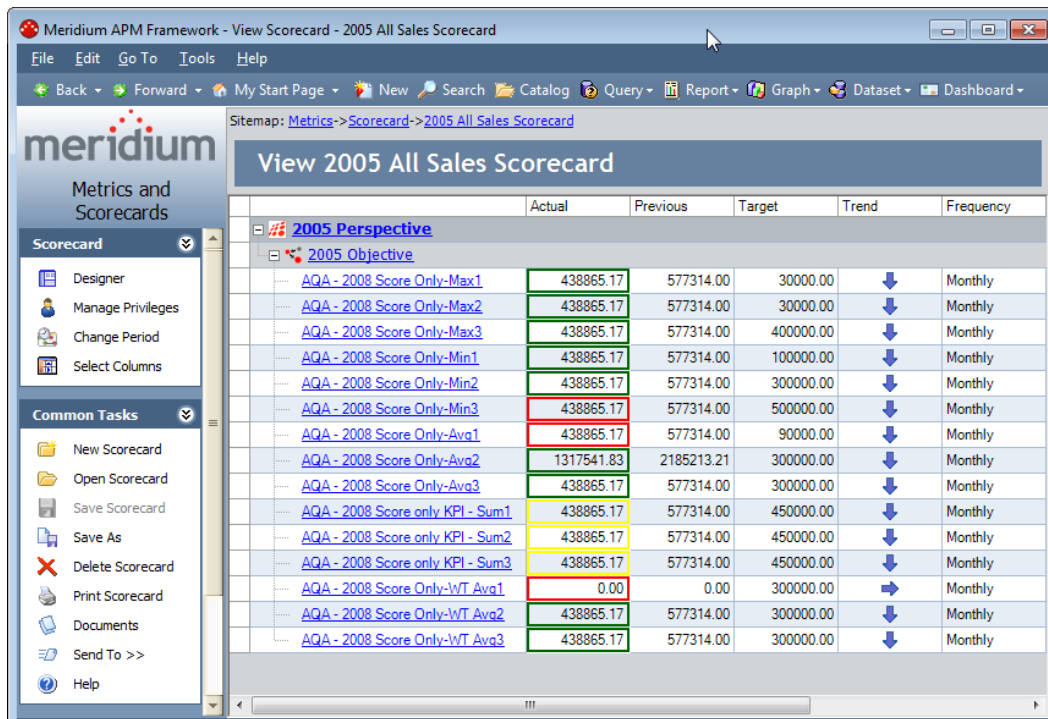 Meridium APM Framework - View Scorecard - 2005 All Sales Scorecard
File Edit Go To Tools Help
Back Forward My Start Page New Search Catalog Query Report Graph Dataset Dashboard
meridium
Metrics and
Scorecards
Scorecard
Designer
Manage Privileges
Change Period
Select Columns
Common Tasks
New Scorecard
Open Scorecard
Save Scorecard
Save As
Delete Scorecard
Print Scorecard
Documents
Send To >>
Help
Sitemap: Metrics->Scorecard->2005 All Sales Scorecard
View 2005 All Sales Scorecard
Actual Previous Target Trend Frequency
2005 Perspective
2005 Objective
AQA - 2008 Score Only-Max1 438865.17 577314.00 30000.00 Monthly
AQA - 2008 Score Only-Max2 438865.17 577314.00 30000.00 Monthly
AQA - 2008 Score Only-Max3 438865.17 577314.00 400000.00 Monthly
AQA - 2008 Score Only-Min1 438865.17 577314.00 100000.00 Monthly
AQA - 2008 Score Only-Min2 438865.17 577314.00 300000.00 Monthly
AQA - 2008 Score Only-Min3 438865.17 577314.00 500000.00 Monthly
AQA - 2008 Score Only-Avg1 438865.17 577314.00 90000.00 Monthly
AQA - 2008 Score Only-Avg2 1317541.83 2185213.21 300000.00 Monthly
AQA - 2008 Score Only-Avg3 438865.17 577314.00 300000.00 Monthly
AQA - 2008 Score only KPI - Sum1 438865.17 577314.00 450000.00 Monthly
AQA - 2008 Score only KPI - Sum2 438865.17 577314.00 450000.00 Monthly
AQA - 2008 Score only KPI - Sum3 438865.17 577314.00 450000.00 Monthly
AQA - 2008 Score Only-WT Avg1 0.00 0.00 300000.00 Monthly
AQA - 2008 Score Only-WT Avg2 438865.17 577314.00 300000.00 Monthly
AQA - 2008 Score Only-WT Avg3 438865.17 577314.00 300000.00 Monthly